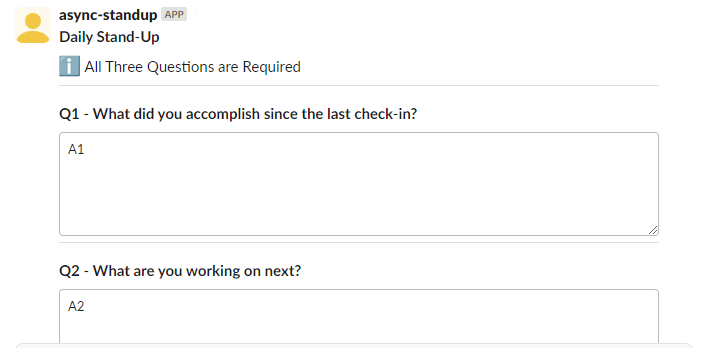 async-standup APP
Daily Stand-Up
ℹ️ All Three Questions are Required
Q1 - What did you accomplish since the last check-in?
A1
Q2 - What are you working on next?
A2